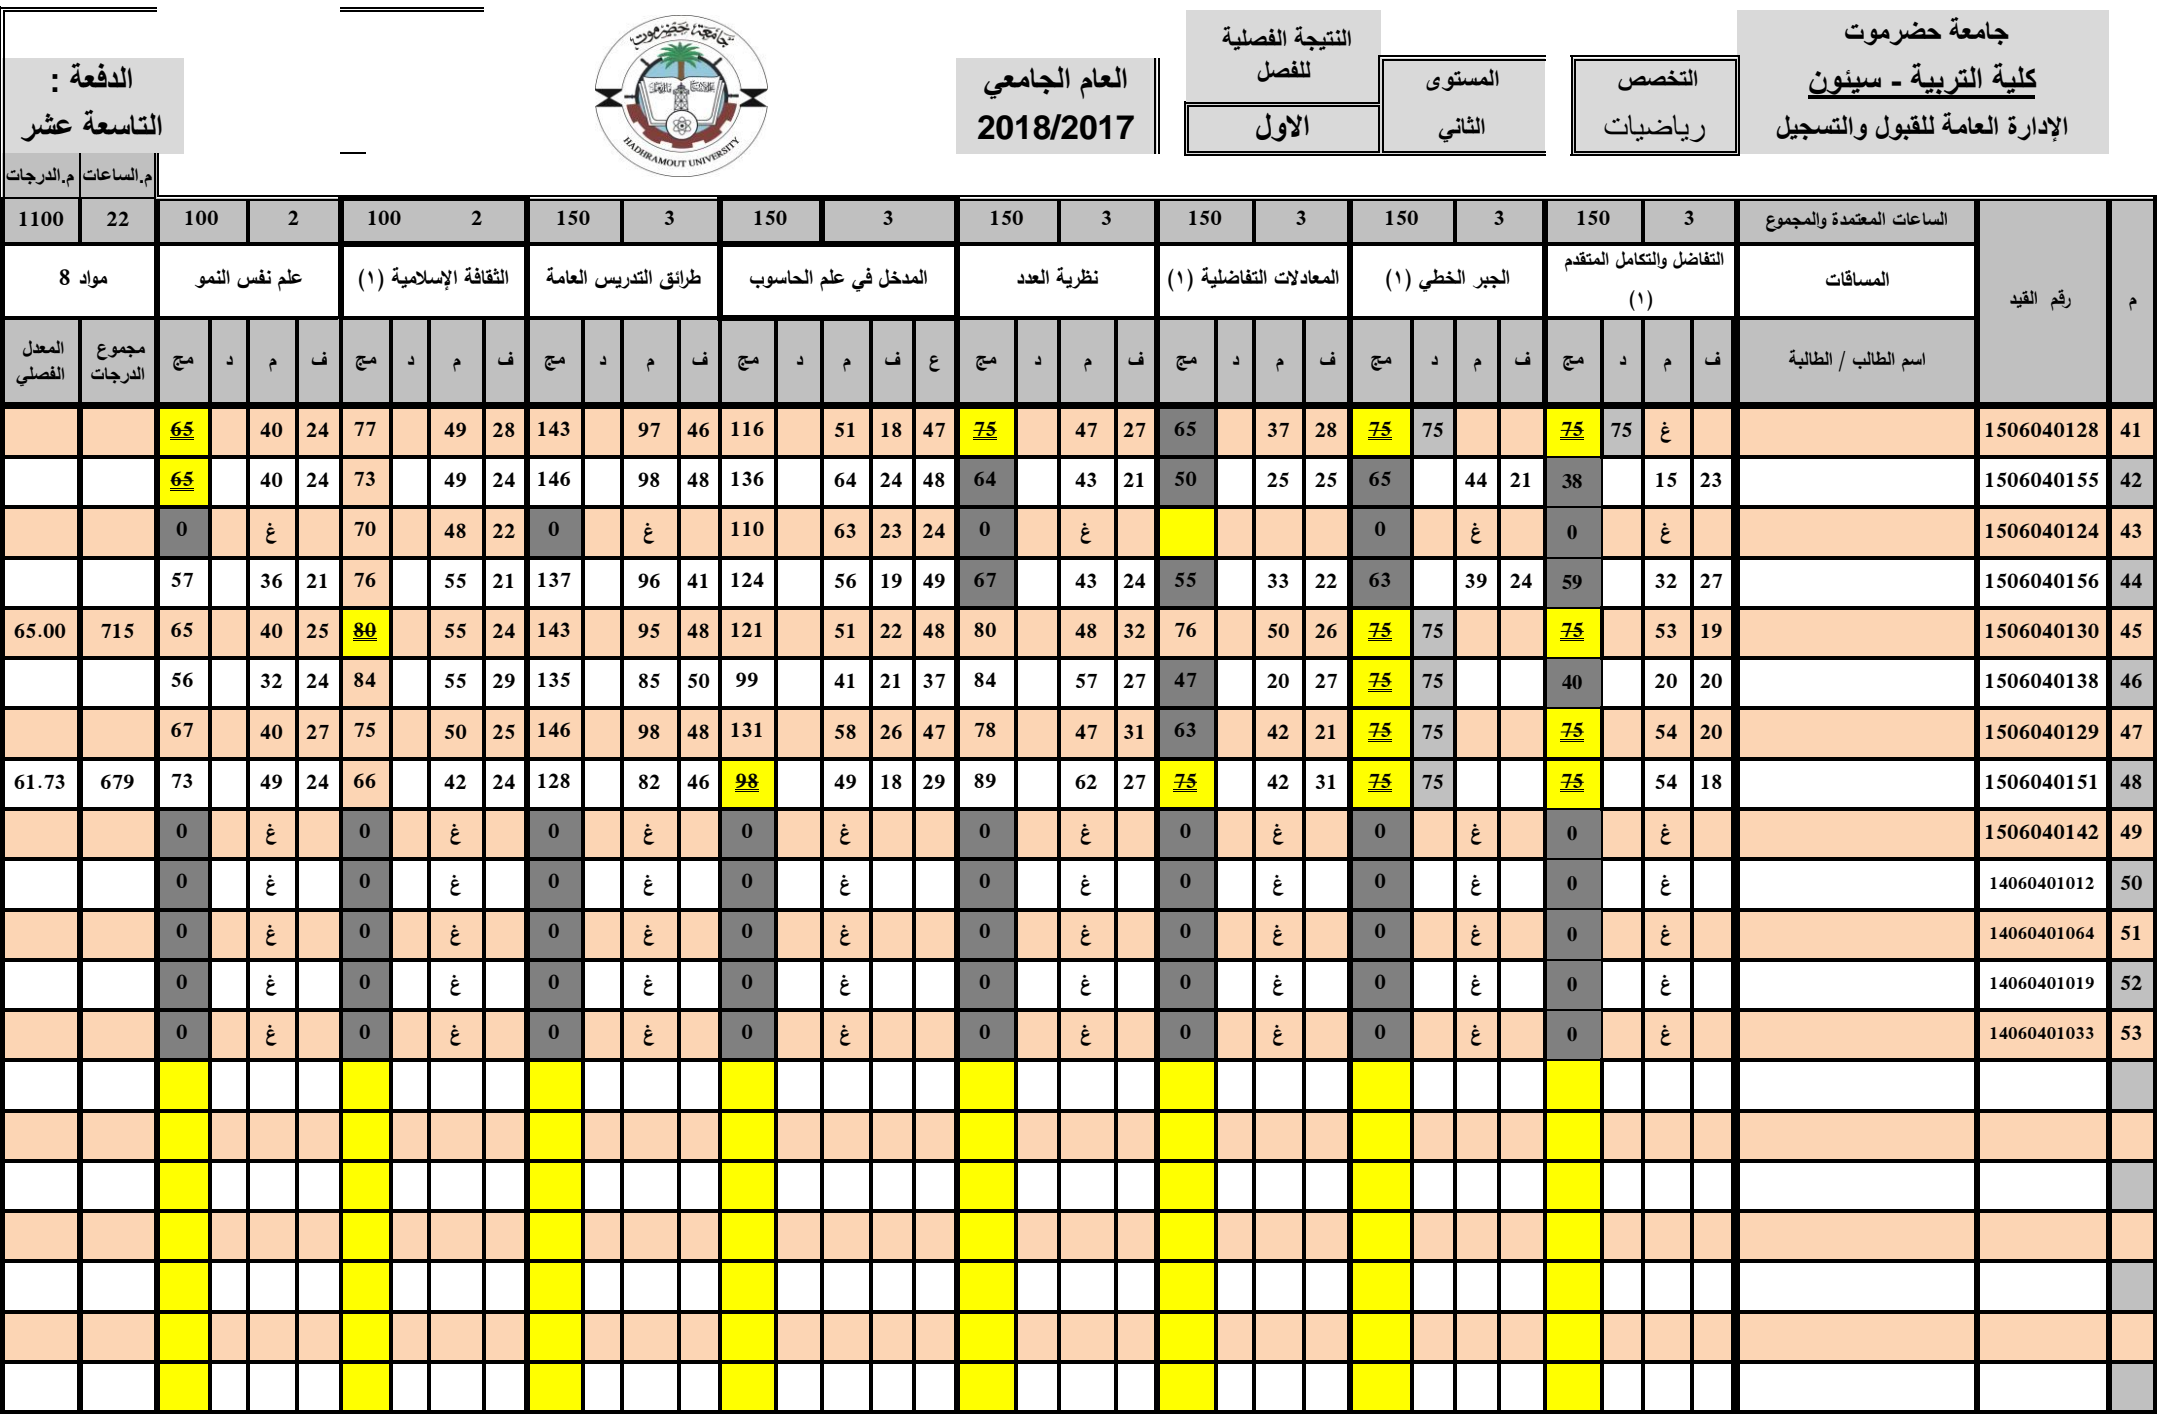 جامعة حضرموت
كلية التربية - سيئون
الإدارة العامة للقبول والتسجيل
التخصص
رياضيات
المستوى
الثاني
النتيجة الفصلية
للفصل
الاول
العام الجامعي
2018/2017
جامعة حضرموت
HADHRAMOUT UNIVERSITY
الدفعة :
التاسعة عشر
م.الساعات م.الدرجات
الساعات المعتمدة والمجموع 3 150 3 150 3 150 3 150 3 150 3 150 2 100 2 100 22 1100
م رقم القيد المساقات التفاضل والتكامل المتقدم (١) الجبر الخطي (١) المعادلات التفاضلية (١) نظرية العدد المدخل في علم الحاسوب طرائق التدريس العامة الثقافة الإسلامية (١) علم نفس النمو 8 مواد
اسم الطالب / الطالبة ف م د مج ف م د مج ف م د مج ف م د مج ع ف م د مج ف م د مج ف م د مج ف م د مج مجموع الدرجات المعدل الفصلي
41 1506040128 غ 75 75 75 75 28 37 65 27 47 75 47 18 51 116 46 97 143 28 49 77 24 40 65
42 1506040155 23 15 38 21 44 65 25 25 50 21 43 64 48 24 64 136 48 98 146 24 49 73 24 40 65
43 1506040124 غ 0 غ 0 غ 0 24 23 63 110 غ 0 22 48 70 غ 0
44 1506040156 27 32 59 24 39 63 22 33 55 24 43 67 49 19 56 124 41 96 137 21 55 76 21 36 57
45 1506040130 19 53 75 75 75 26 50 76 32 48 80 48 22 51 121 48 95 143 24 55 80 25 40 65 715 65.00
46 1506040138 20 20 40 75 75 27 20 47 27 57 84 37 21 41 99 50 85 135 29 55 84 24 32 56
47 1506040129 20 54 75 75 75 21 42 63 31 47 78 47 26 58 131 48 98 146 25 50 75 27 40 67
48 1506040151 18 54 75 75 75 31 42 75 27 62 89 29 18 49 98 46 82 128 24 42 66 24 49 73 679 61.73
49 1506040142 غ 0 غ 0 غ 0 غ 0 غ 0 غ 0 غ 0 غ 0
50 14060401012 غ 0 غ 0 غ 0 غ 0 غ 0 غ 0 غ 0 غ 0
51 14060401064 غ 0 غ 0 غ 0 غ 0 غ 0 غ 0 غ 0 غ 0
52 14060401019 غ 0 غ 0 غ 0 غ 0 غ 0 غ 0 غ 0 غ 0
53 14060401033 غ 0 غ 0 غ 0 غ 0 غ 0 غ 0 غ 0 غ 0